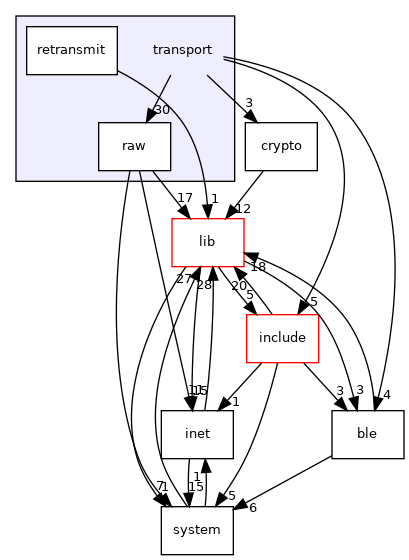 retransmit transport
30 3
raw crypto
17 1 12
lib
27 28 20 18
5 5
include
11 15 1 3 3 4
inet ble
1
7 1 15 5 6
system